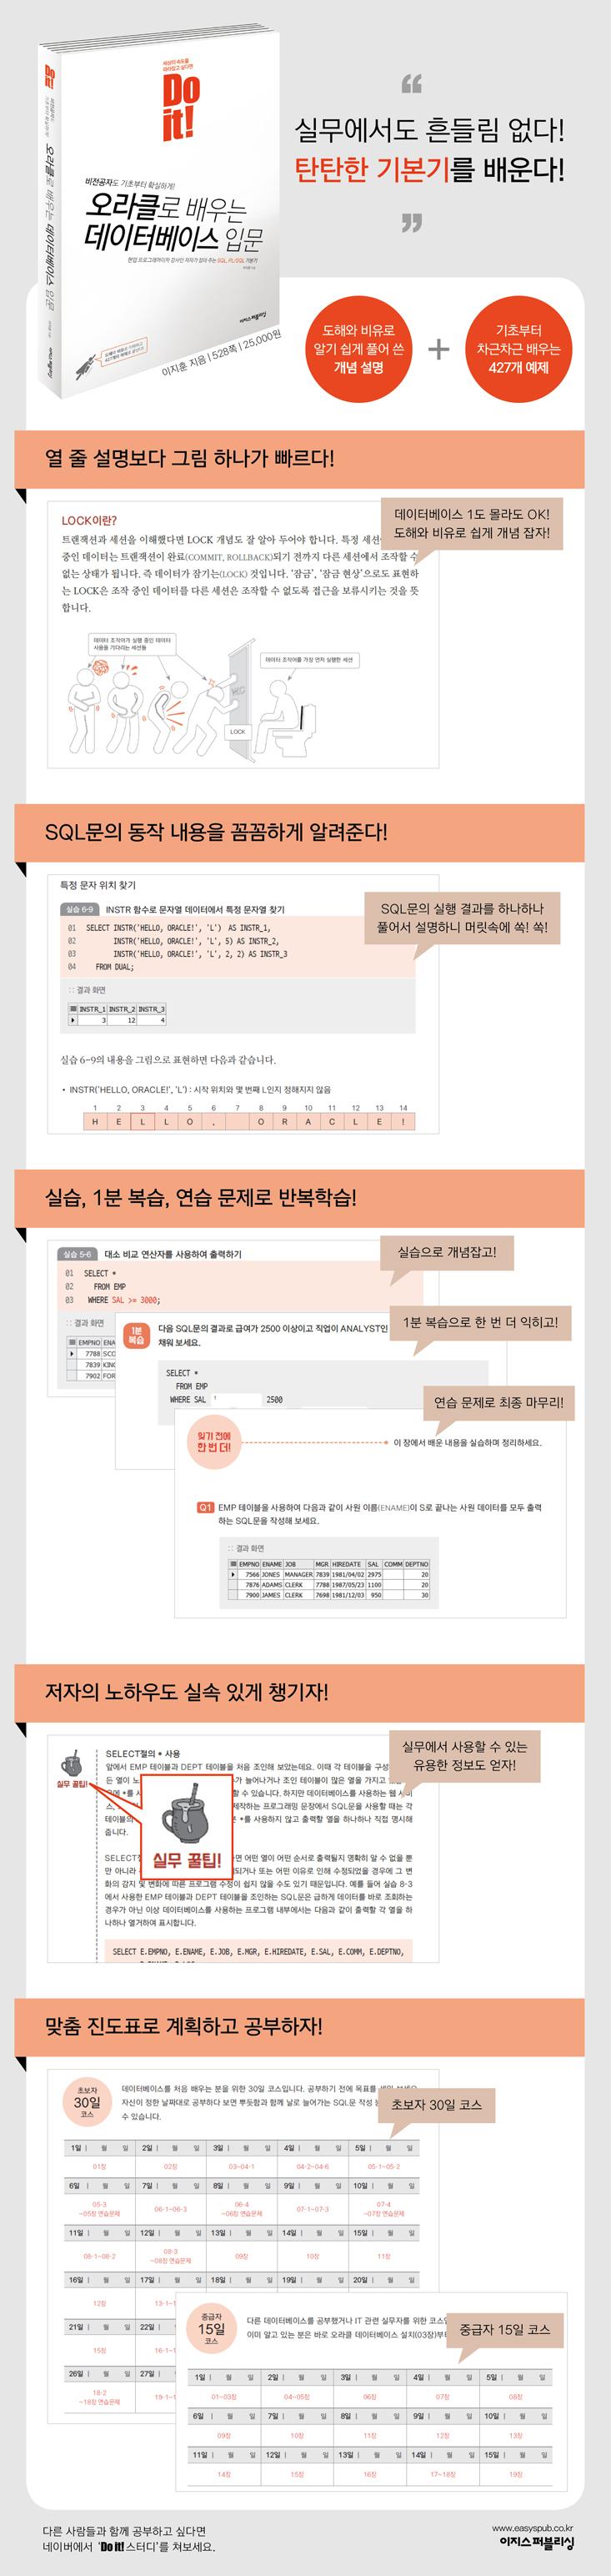 세션의 속도를
따라잡고 싶다면
Do
it!
비전공자도 기초부터 확실하게!
오라클로 배우는
데이터베이스 입문
이지스 퍼블리싱
이지훈 지음 | 528쪽 | 25,000원
오라클로 배우는 데이터베이스 입문
“
실무에서도 흔들림 없다!
탄탄한 기본기를 배운다!
”
도해와 비유로
알기 쉽게 풀어 쓴
개념 설명
+
기초부터
차근차근 배우는
427개 예제
열 줄 설명보다 그림 하나가 빠르다!
데이터베이스 1도 몰라도 OK!
도해와 비유로 쉽게 개념 잡자!
LOCK이란?
트랜잭션과 세션을 이해했다면 LOCK 개념도 잘 알아 두어야 합니다. 특정 세션
중인 데이터는 트랜잭션이 완료(COMMIT, ROLLBACK)되기 전까지 다른 세션에서 조작할 수
없는 상태가 됩니다. 즉 데이터가 잠기는(LOCK) 것입니다. ‘잠금’, ‘잠금 현상’으로도 표현하
는 LOCK은 조작 중인 데이터를 다른 세션은 조작할 수 없도록 접근을 보류시키는 것을 뜻
합니다.
데이터 조작어가 실행 중인 데이터
사용을 기다리는 세션들
데이터 조작어를 가장 먼저 실행한 세션
LOCK
SQL문의 동작 내용을 꼼꼼하게 알려준다!
SQL문의 실행 결과를 하나하나
풀어서 설명하니 머릿속에 쏙! 쏙!
특정 문자 위치 찾기
실습 6-9 INSTR 함수로 문자열 데이터에서 특정 문자열 찾기
01 SELECT INSTR('HELLO, ORACLE!', 'L') AS INSTR_1,
02 INSTR('HELLO, ORACLE!', 'L', 5) AS INSTR_2,
03 INSTR('HELLO, ORACLE!', 'L', 2, 2) AS INSTR_3
04 FROM DUAL;
:: 결과 화면
INSTR_1 INSTR_2 INSTR_3
3 12 4
실습 6-9의 내용을 그림으로 표현하면 다음과 같습니다.
• INSTR('HELLO, ORACLE!', 'L') : 시작 위치와 몇 번째 L인지 정해지지 않음
1 2 3 4 5 6 7 8 9 10 11 12 13 14
H E L L O , O R A C L E !
실습, 1분 복습, 연습 문제로 반복학습!
실습으로 개념잡고!
실습 5-6 대소 비교 연산자를 사용하여 출력하기
01 SELECT *
02 FROM EMP
03 WHERE SAL >= 3000;
:: 결과 화면
EMPNO ENA
7788 SCO
7839 KING
7902 FOR
1분 복습으로 한 번 더 익히고!
1분
복습
다음 SQL문의 결과로 급여가 2500 이상이고 직업이 ANALYST인
채워 보세요.
SELECT *
FROM EMP
WHERE SAL 2500
연습 문제로 최종 마무리!
잊기 전에
한 번 더!
이 장에서 배운 내용을 실습하며 정리하세요.
Q1 EMP 테이블을 사용하여 다음과 같이 사원 이름(ENAME)이 S로 끝나는 사원 데이터를 모두 출력
하는 SQL문을 작성해 보세요.
:: 결과 화면
EMPNO ENAME JOB MGR HIREDATE SAL COMM DEPTNO
7566 JONES MANAGER 7839 1981/04/02 2975 20
7876 ADAMS CLERK 7788 1987/05/23 1100 20
7900 JAMES CLERK 7698 1981/12/03 950 30
저자의 노하우도 실속 있게 챙기자!
실무에서 사용할 수 있는
유용한 정보도 얻자!
실무 꿀팁!
SELECT절의 * 사용
앞에서 EMP 테이블과 DEPT 테이블을 처음 조인해 보았는데요. 이때 각 테이블을 구성
든 열이 노 가 늘어나거나 조인 테이블이 많은 열을 가지고
할 수 있습니다. 하지만 데이터베이스를 사용하는 웹
제작하는 프로그래밍 문장에서 SQL문을 사용할 때는 각
테이블의 *를 사용하지 않고 출력할 열을 하나하나 직접 명시해
줍니다.
실무 꿀팁!
SELECT 면 어떤 열이 어떤 순서로 출력될지 명확히 알 수 없을 뿐
만 아니라 되거나 또는 어떤 이유로 인해 수정되었을 경우에 그 변
화의 감지 및 변화에 따른 프로그램 수정이 쉽지 않을 수도 있기 때문입니다. 예를 들어 실습 8-3
에서 사용한 EMP 테이블과 DEPT 테이블을 조인하는 SQL문은 급하게 데이터를 바로 조회하는
경우가 아닌 이상 데이터베이스를 사용하는 프로그램 내부에서는 다음과 같이 출력할 각 열을 하
나하나 열거하여 표시합니다.
SELECT E.EMPNO, E.ENAME, E.JOB, E.MGR, E.HIREDATE, E.SAL, E.COMM, E.DEPTNO,
맞춤 진도표로 계획하고 공부하자!
초보자
30일
코스
데이터베이스를 처음 배우는 분을 위한 30일 코스입니다. 공부하기 전에 목표를
자신이 정한 날짜대로 공부하다 보면 뿌듯함과 함께 날로 늘어가는 SQL문 작성
수 있습니다.
초보자 30일 코스
1일 | 월 일 2일 | 월 일 3일 | 월 일 4일 | 월 일 5일 | 월 일
01장 02장 03~04-1 04-2~04-6 05-1~05-2
6일 | 월 일 7일 | 월 일 8일 | 월 일 9일 | 월 일 10일 | 월 일
05-3
~05장 연습문제 06-1~06-3 06-4
~06장 연습문제 07-1~07-3 07-4
~07장 연습문제
11일 | 월 일 12일 | 월 일 13일 | 월 일 14일 | 월 일 15일 | 월 일
08-1~08-2 08-3
~08장 연습문제 09장 10장 11장
16일 | 월 일 17일 | 월 일 18일 | 월 일 19일 | 월 일 20일 | 월 일
12장 13-1~
21일 | 월 일 22일 |
15장 16-1~
26일 | 월 일 27일 |
18-2
~18장 연습문제 19-1~
중급자
15일
코스
다른 데이터베이스를 공부했거나 IT 관련 실무자를 위한 코스
이미 알고 있는 분은 바로 오라클 데이터베이스 설치(03장)부
중급자 15일 코스
1일 | 월 일 2일 | 월 일 3일 | 월 일 4일 | 월 일 5일 | 월 일
01~03장 04~05장 06장 07장 08장
6일 | 월 일 7일 | 월 일 8일 | 월 일 9일 | 월 일 10일 | 월 일
09장 10장 11장 12장 13장
11일 | 월 일 12일 | 월 일 13일 | 월 일 14일 | 월 일 15일 | 월 일
14장 15장 16장 17~18장 19장
다른 사람들과 함께 공부하고 싶다면
네이버에서 ‘Do it! 스터디’를 쳐보세요.
www.easyspub.co.kr
이지스 퍼블리싱